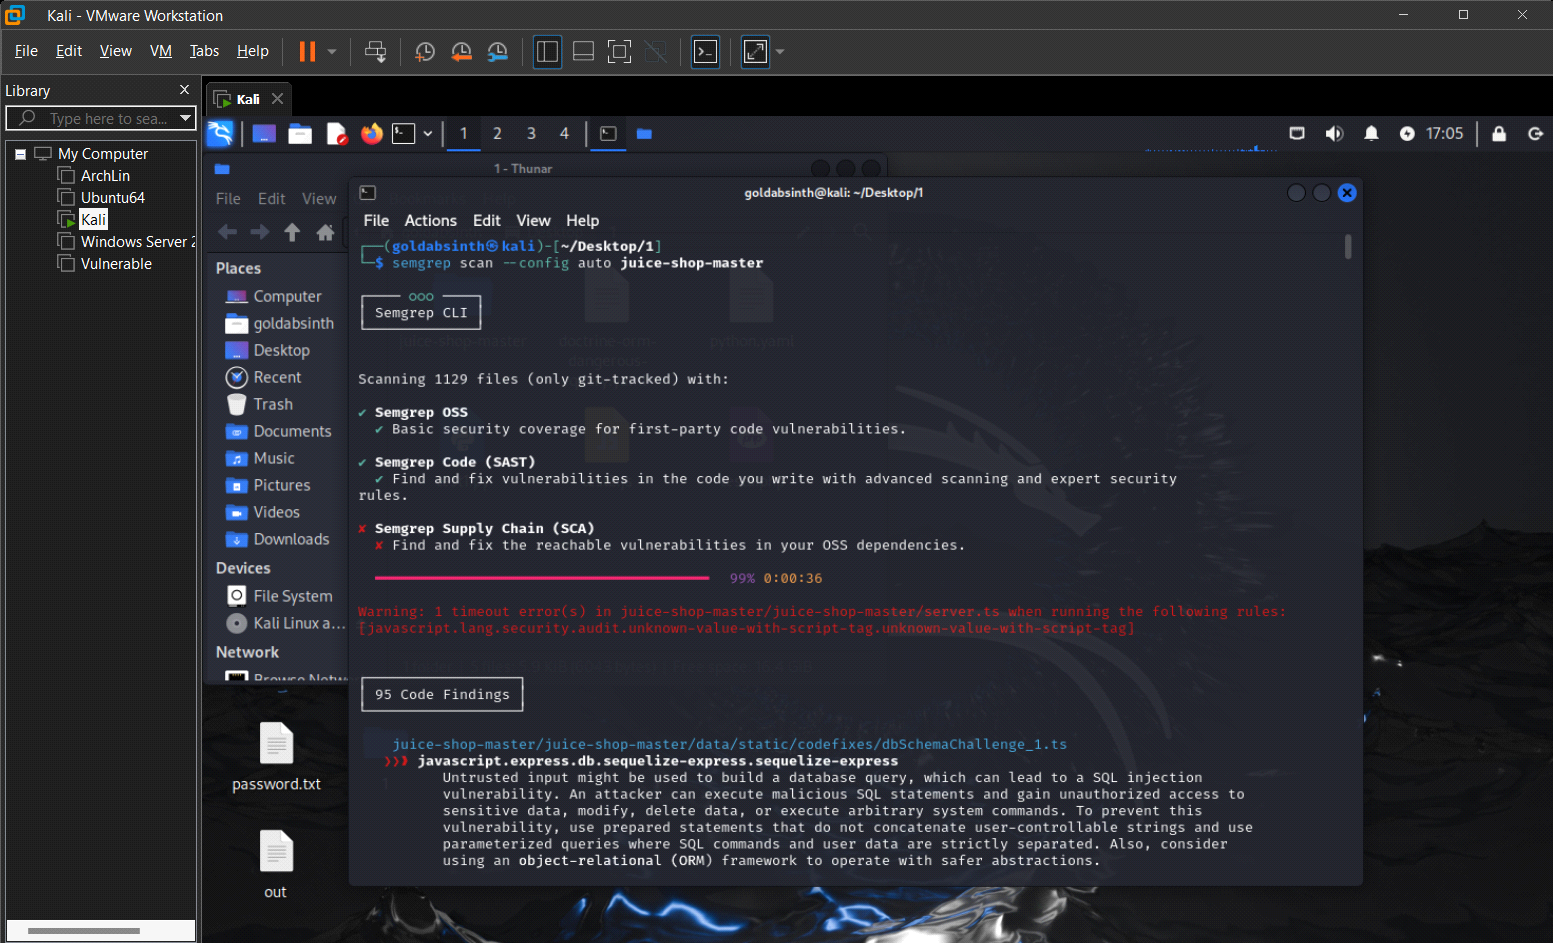 Kali - VMware Workstation
File Edit View VM Tabs Help
Library
Type here to sea...
My Computer
ArchLin
Ubuntu64
Kali
Windows Server 2
Vulnerable
Kali
1 2 3 4
17:05
1 - Thunar
File Edit View
Places
Computer
goldabsinth
Desktop
Recent
Trash
Documents
Music
Pictures
Videos
Downloads
Devices
File System
Kali Linux a...
Network
Browse Netw
juice-shop-master
doctrine-orm-
dangerous-
python.yaml
password.txt
out
goldabsinth@kali: ~/Desktop/1
File Actions Edit View Help
┌──(goldabsinth㉿kali)-[~/Desktop/1]
└─$ semgrep scan --config auto juice-shop-master
ooo
Semgrep CLI
Scanning 1129 files (only git-tracked) with:
✔ Semgrep OSS
✔ Basic security coverage for first-party code vulnerabilities.
✔ Semgrep Code (SAST)
✔ Find and fix vulnerabilities in the code you write with advanced scanning and expert security
rules.
✘ Semgrep Supply Chain (SCA)
✘ Find and fix the reachable vulnerabilities in your OSS dependencies.
99% 0:00:36
Warning: 1 timeout error(s) in juice-shop-master/juice-shop-master/server.ts when running the following rules:
[javascript.lang.security.audit.unknown-value-with-script-tag.unknown-value-with-script-tag]
95 Code Findings
juice-shop-master/juice-shop-master/data/static/codefixes/dbSchemaChallenge_1.ts
❯❯❱ javascript.express.db.sequelize-express.sequelize-express
Untrusted input might be used to build a database query, which can lead to a SQL injection
vulnerability. An attacker can execute malicious SQL statements and gain unauthorized access to
sensitive data, modify, delete data, or execute arbitrary system commands. To prevent this
vulnerability, use prepared statements that do not concatenate user-controllable strings and use
parameterized queries where SQL commands and user data are strictly separated. Also, consider
using an object-relational (ORM) framework to operate with safer abstractions.